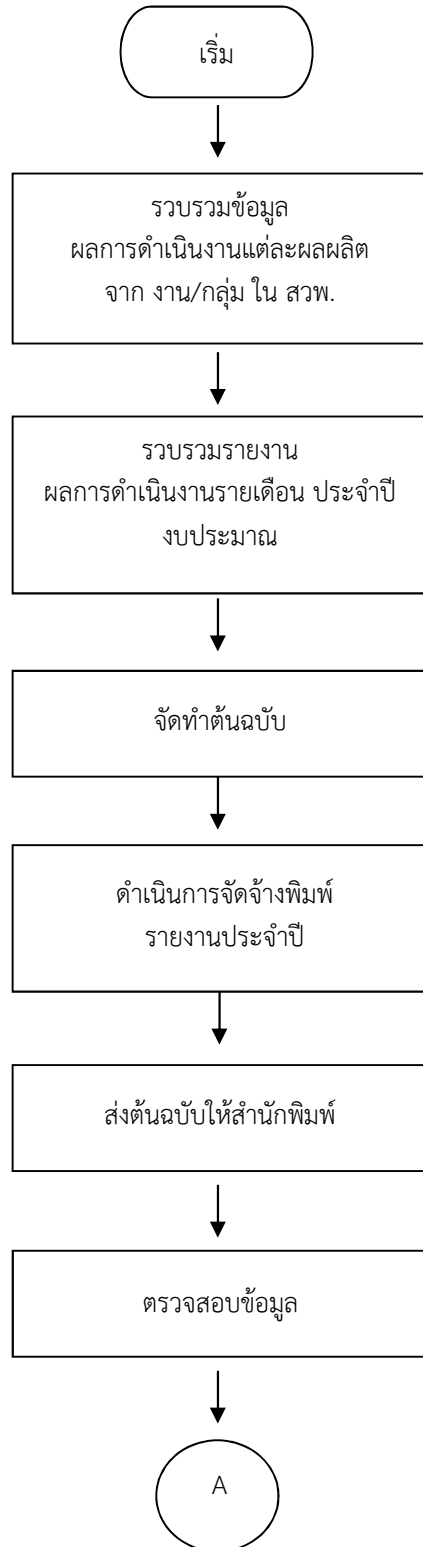 เริ่ม
รวบรวมข้อมูล
ผลการดำเนินงานแต่ละผลผลิต
จาก งาน/กลุ่ม ใน สวพ.
รวบรวมรายงาน
ผลการดำเนินงานรายเดือน ประจำปี
งบประมาณ
จัดทำต้นฉบับ
ดำเนินการจัดจ้างพิมพ์
รายงานประจำปี
ส่งต้นฉบับให้สำนักพิมพ์
ตรวจสอบข้อมูล
A